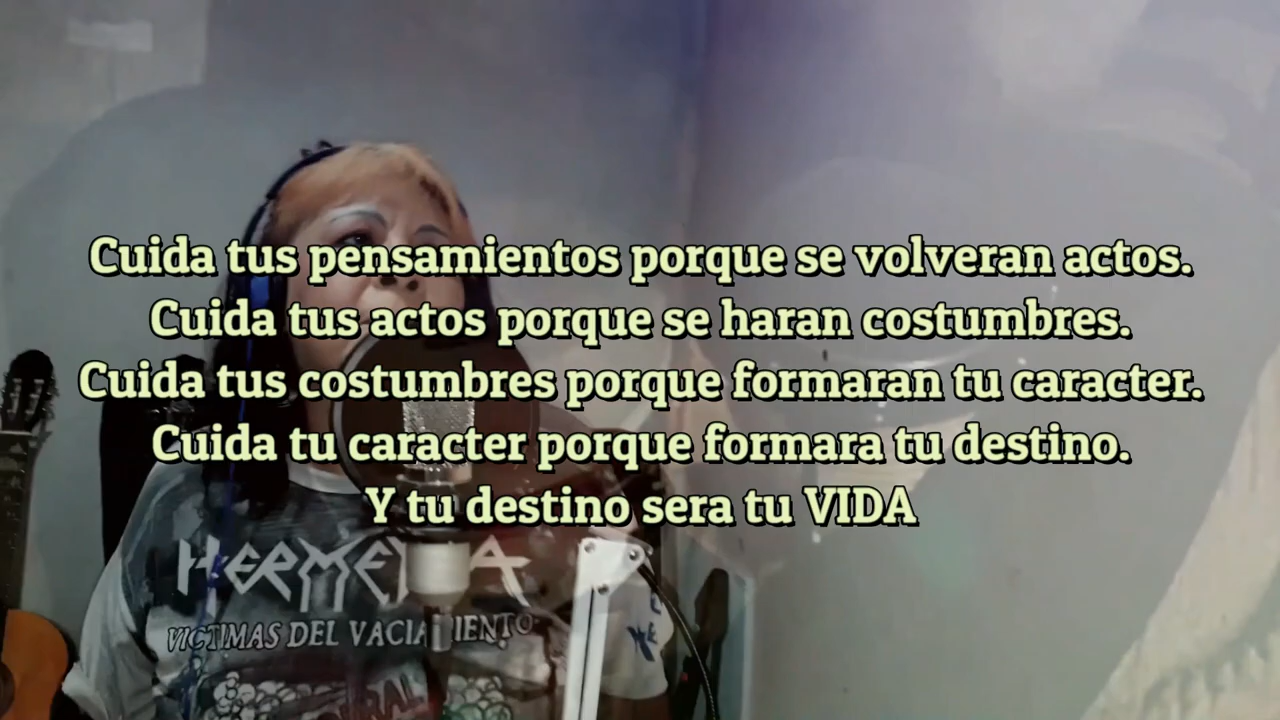 Cuida tus pensamientos porque se volveran actos.
Cuida tus actos porque se haran costumbres.
Cuida tus costumbres porque formaran tu caracter.
Cuida tu caracter porque formara tu destino.
Y tu destino sera tu VIDA
VICTIMAS DEL VACIAMIENTO